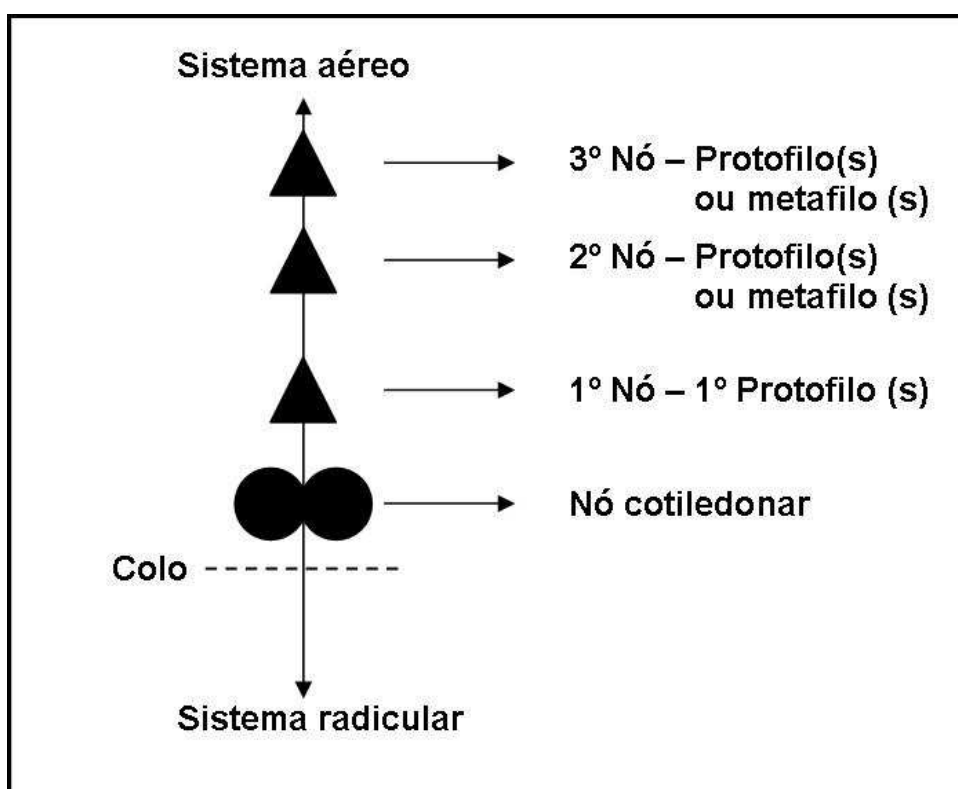 Sistema aéreo
3º Nó – Protofilo(s)
ou metafilo (s)
2º Nó – Protofilo(s)
ou metafilo (s)
1º Nó – 1º Protofilo (s)
Nó cotiledonar
Colo
Sistema radicular